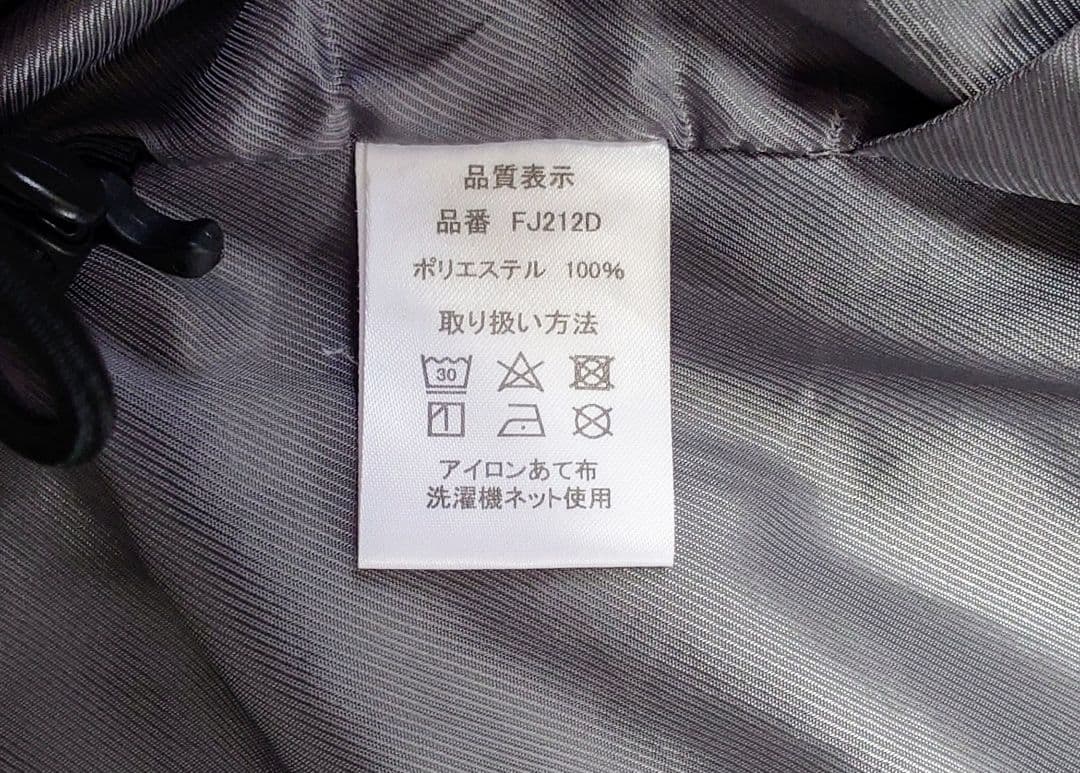 品質表示
品番 FJ212D
ポリエステル 100%
取り扱い方法
30
アイロンあて布
洗濯機ネット使用